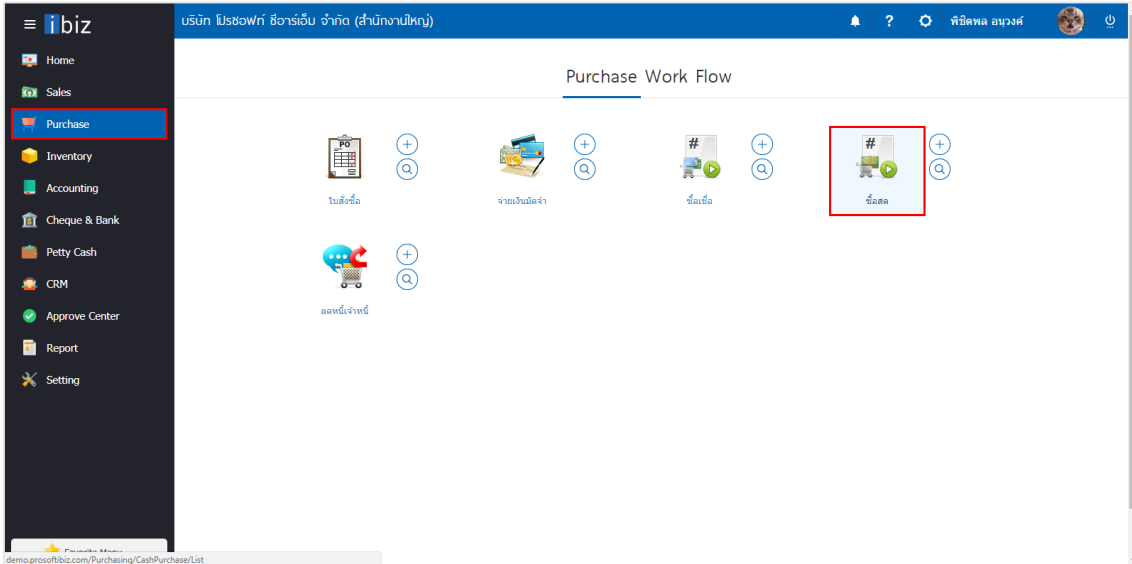 ibiz
บริษัท โปรซอฟท์ ซีอาร์เอ็ม จำกัด (สำนักงานใหญ่)
?
พิชิตพล อนุวงค์
Home
Sales
Purchase
Inventory
Accounting
Cheque & Bank
Petty Cash
CRM
Approve Center
Report
Setting
Purchase Work Flow
PO
#
#
ใบสั่งซื้อ
จ่ายเงินมัดจำ
ซื้อเชื่อ
ซื้อสด
ลดหนี้เจ้าหนี้
Favorite Menu
demo.prosoftibiz.com/Purchasing/CashPurchase/List